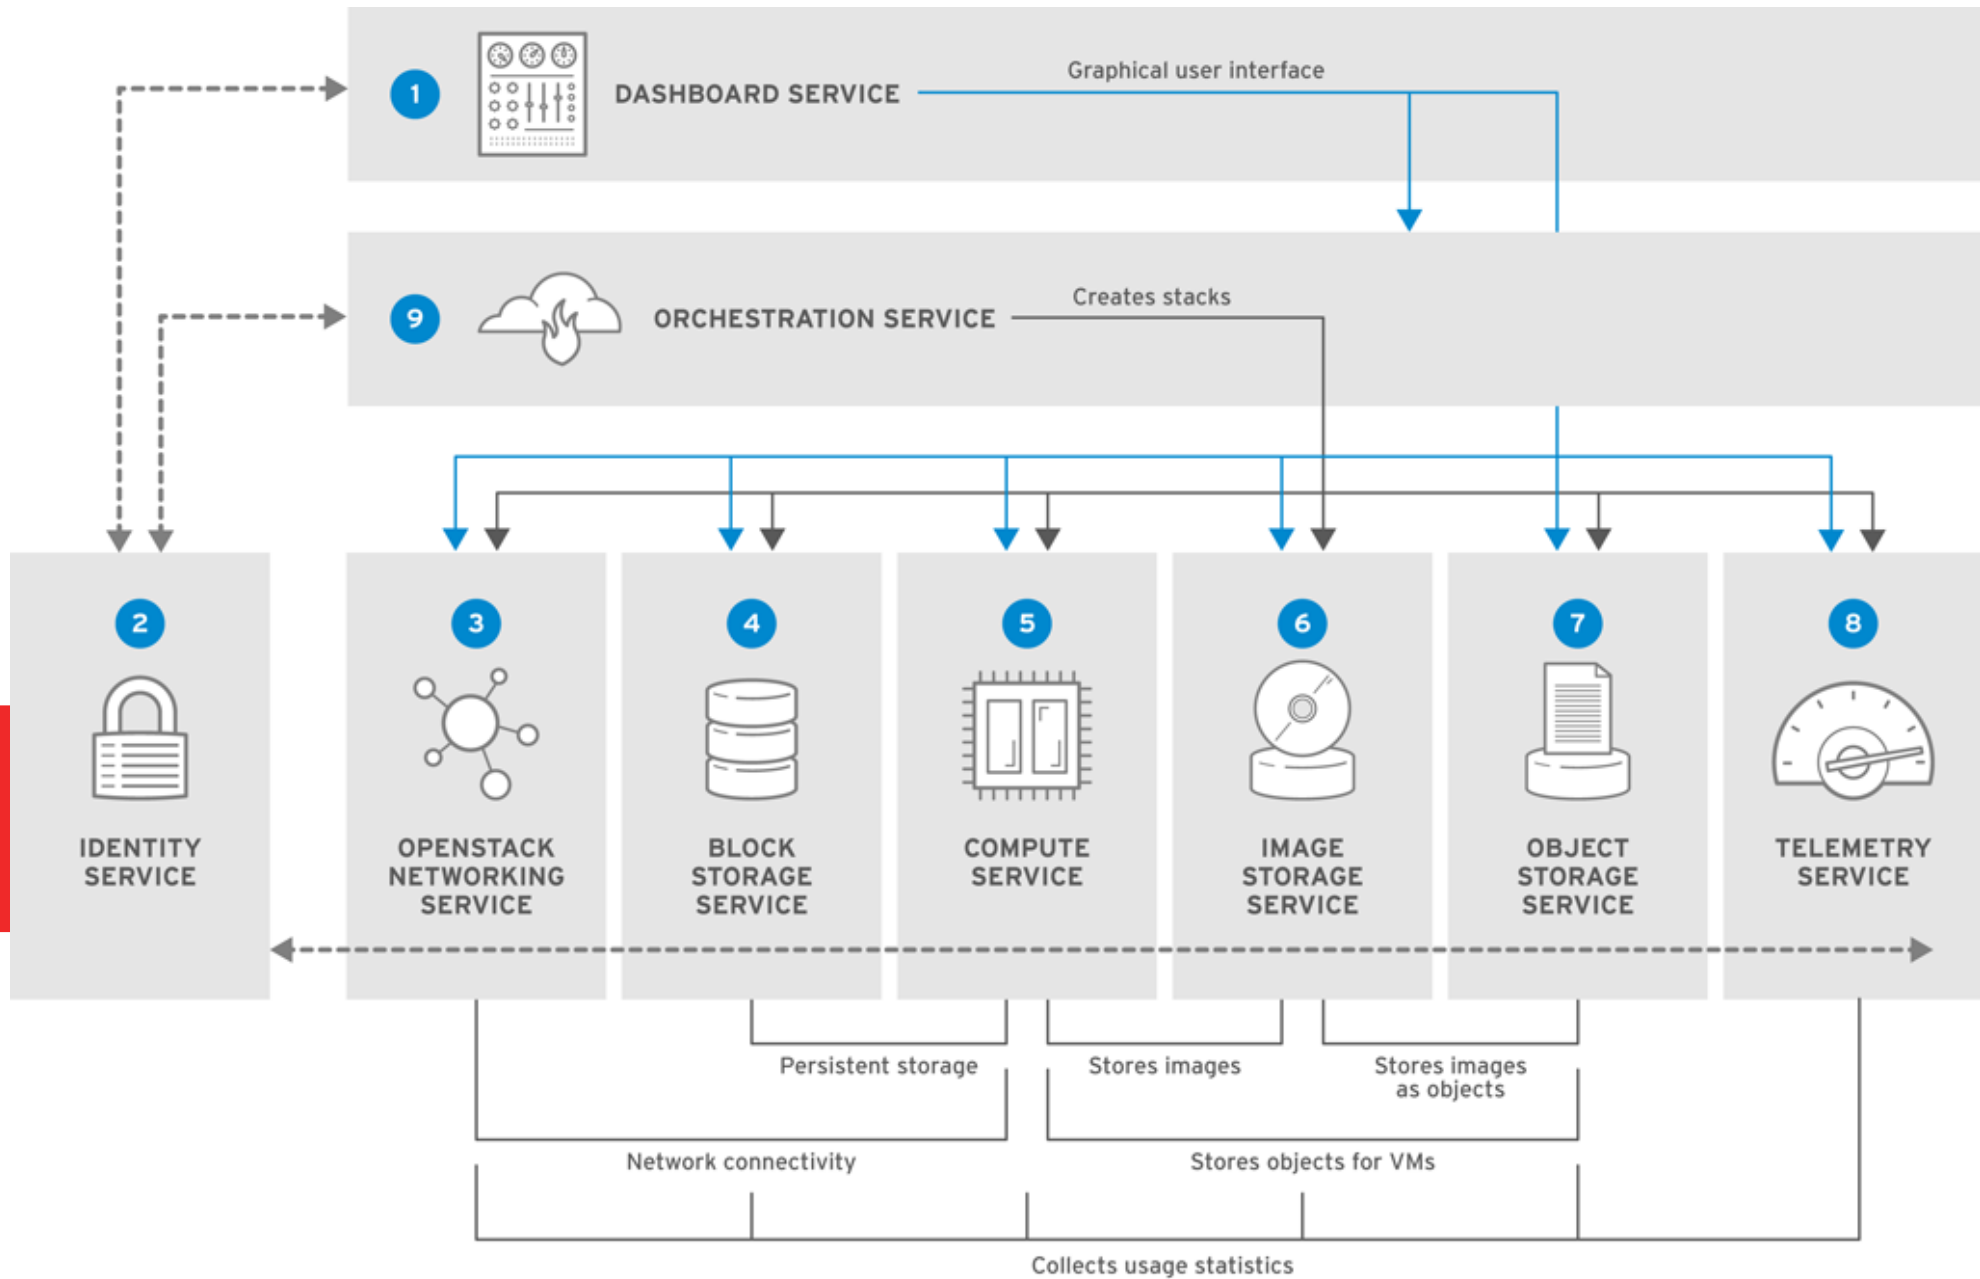 1
DASHBOARD SERVICE
Graphical user interface
9
ORCHESTRATION SERVICE
Creates stacks
2
IDENTITY
SERVICE
3
OPENSTACK
NETWORKING
SERVICE
4
BLOCK
STORAGE
SERVICE
5
COMPUTE
SERVICE
6
IMAGE
STORAGE
SERVICE
7
OBJECT
STORAGE
SERVICE
8
TELEMETRY
SERVICE
Persistent storage
Stores images
Stores images
as objects
Network connectivity
Stores objects for VMs
Collects usage statistics